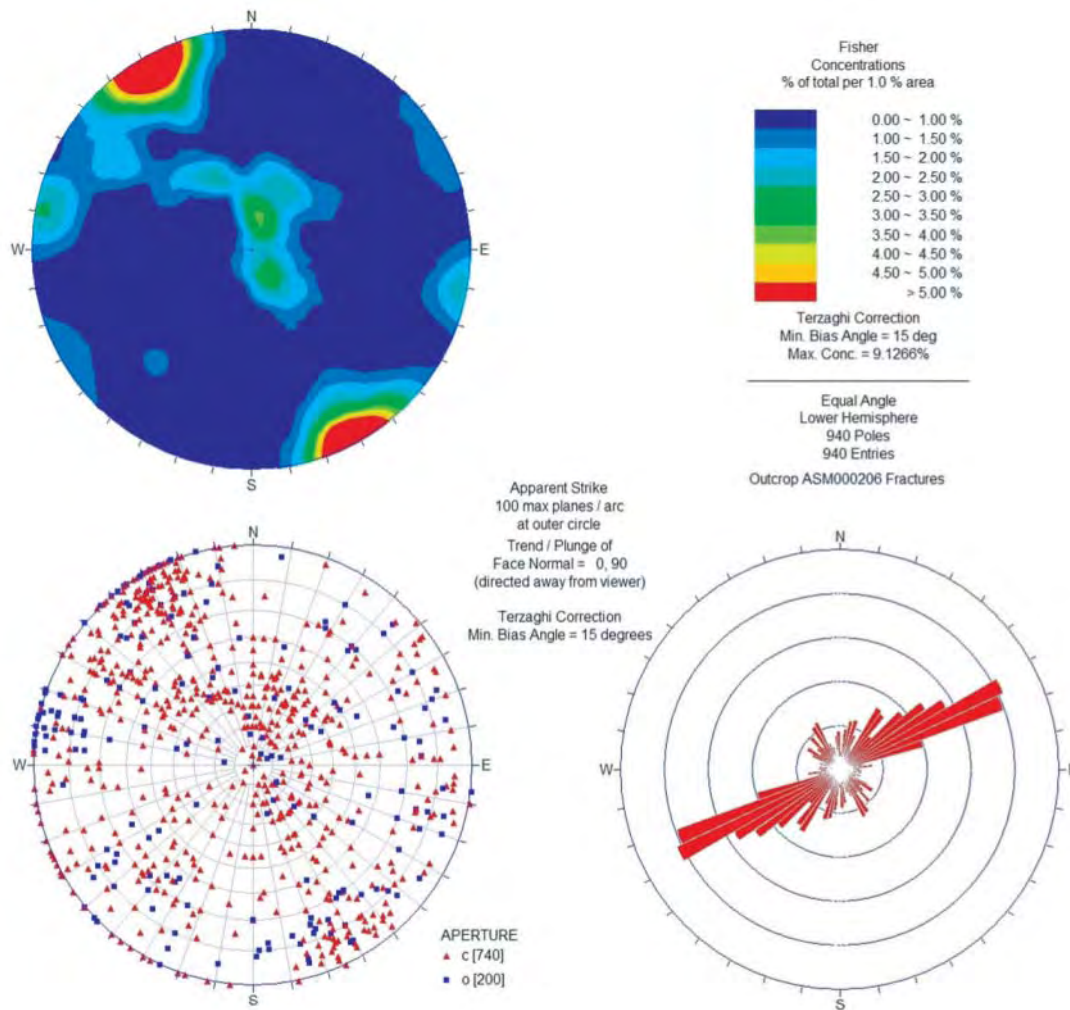 N
W
E
S
Fisher
Concentrations
% of total per 1.0 % area
0.00 ~ 1.00 %
1.00 ~ 1.50 %
1.50 ~ 2.00 %
2.00 ~ 2.50 %
2.50 ~ 3.00 %
3.00 ~ 3.50 %
3.50 ~ 4.00 %
4.00 ~ 4.50 %
4.50 ~ 5.00 %
> 5.00 %
Terzaghi Correction
Min. Bias Angle = 15 deg
Max. Conc. = 9.1266%
Equal Angle
Lower Hemisphere
940 Poles
940 Entries
Outcrop ASM000206 Fractures
Apparent Strike
100 max planes / arc
at outer circle
Trend / Plunge of
Face Normal = 0, 90
(directed away from viewer)
Terzaghi Correction
Min. Bias Angle = 15 degrees
N
W
E
S
APERTURE
c [740]
o [200]
N
W
E
S